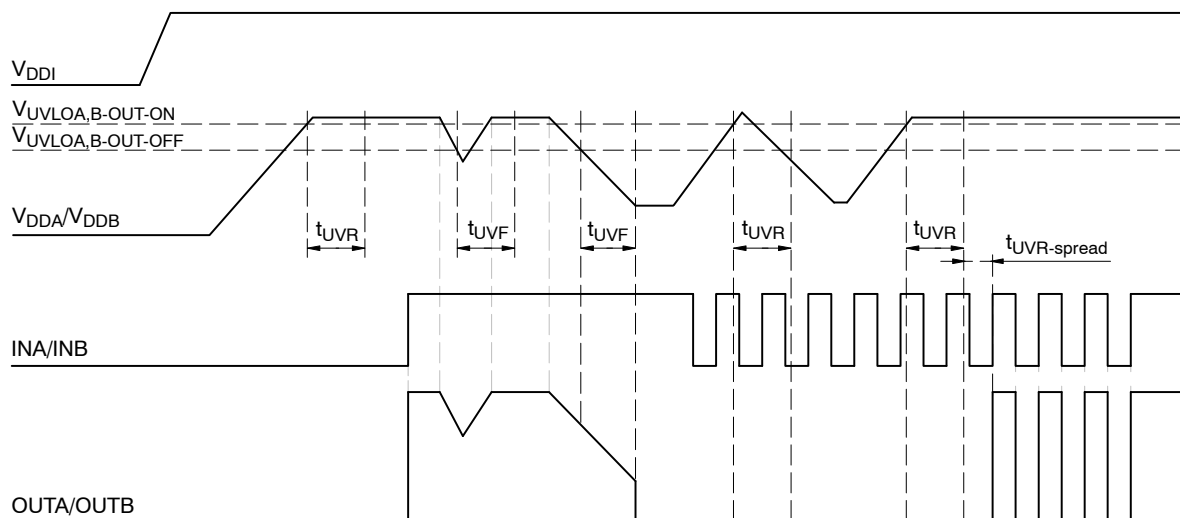 VDDI
VUVLOA,B-OUT-ON
VUVLOA,B-OUT-OFF
VDDA/VDDB
tUVR
tUVF
tUVF
tUVR
tUVR
tUVR-spread
INA/INB
OUTA/OUTB